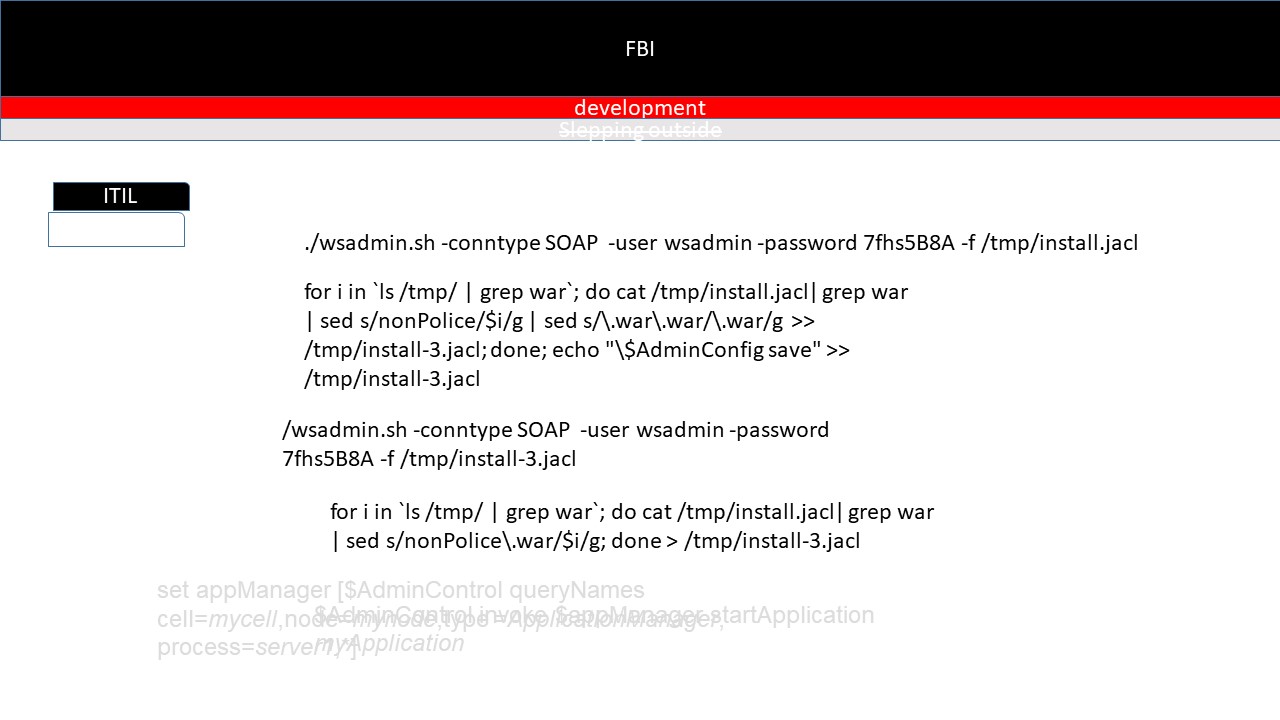 FBI
development
Slepping outside
ITIL
./wsadmin.sh -conntype SOAP  -user wsadmin -password 7fhs5B8A -f /tmp/install.jacl
for i in `ls /tmp/ | grep war`; do cat /tmp/install.jacl| grep war
| sed s/nonPolice/$i/g | sed s/\.war\.war/\.war/g >>
/tmp/install-3.jacl; done; echo "\$AdminConfig save" >>
/tmp/install-3.jacl
/wsadmin.sh -conntype SOAP  -user wsadmin -password
7fhs5B8A -f /tmp/install-3.jacl
for i in `ls /tmp/ | grep war`; do cat /tmp/install.jacl| grep war
| sed s/nonPolice\.war/$i/g; done > /tmp/install-3.jacl
set appManager [$AdminControl queryNames
cell=mycell,node=mynode,type=ApplicationManager,
process=server1,*]
$AdminControl invoke $appManager startApplication
myApplication